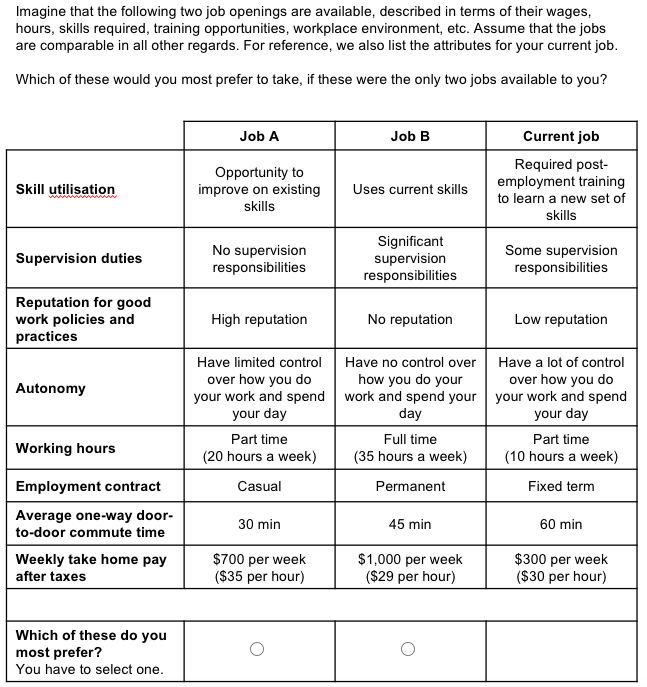 Imagine that the following two job openings are available, described in terms of their wages,
hours, skills required, training opportunities, workplace environment, etc. Assume that the jobs
are comparable in all other regards. For reference, we also list the attributes for your current job.
Which of these would you most prefer to take, if these were the only two jobs available to you?
Job A
Job B
Current job
Skill utilisation
Opportunity to
improve on existing
skills
Uses current skills
Required post-
employment training
to learn a new set of
skills
Supervision duties
No supervision
responsibilities
Significant
supervision
responsibilities
Some supervision
responsibilities
Reputation for good
work policies and
practices
High reputation
No reputation
Low reputation
Autonomy
Have limited control
over how you do
your work and spend
your day
Have no control over
how you do your
work and spend your
day
Have a lot of control
over how you do
your work and spend
your day
Working hours
Part time
(20 hours a week)
Full time
(35 hours a week)
Part time
(10 hours a week)
Employment contract
Casual
Permanent
Fixed term
Average one-way door-
to-door commute time
30 min
45 min
60 min
Weekly take home pay
after taxes
$700 per week
($35 per hour)
$1,000 per week
($29 per hour)
$300 per week
($30 per hour)
Which of these do you
most prefer?
You have to select one.